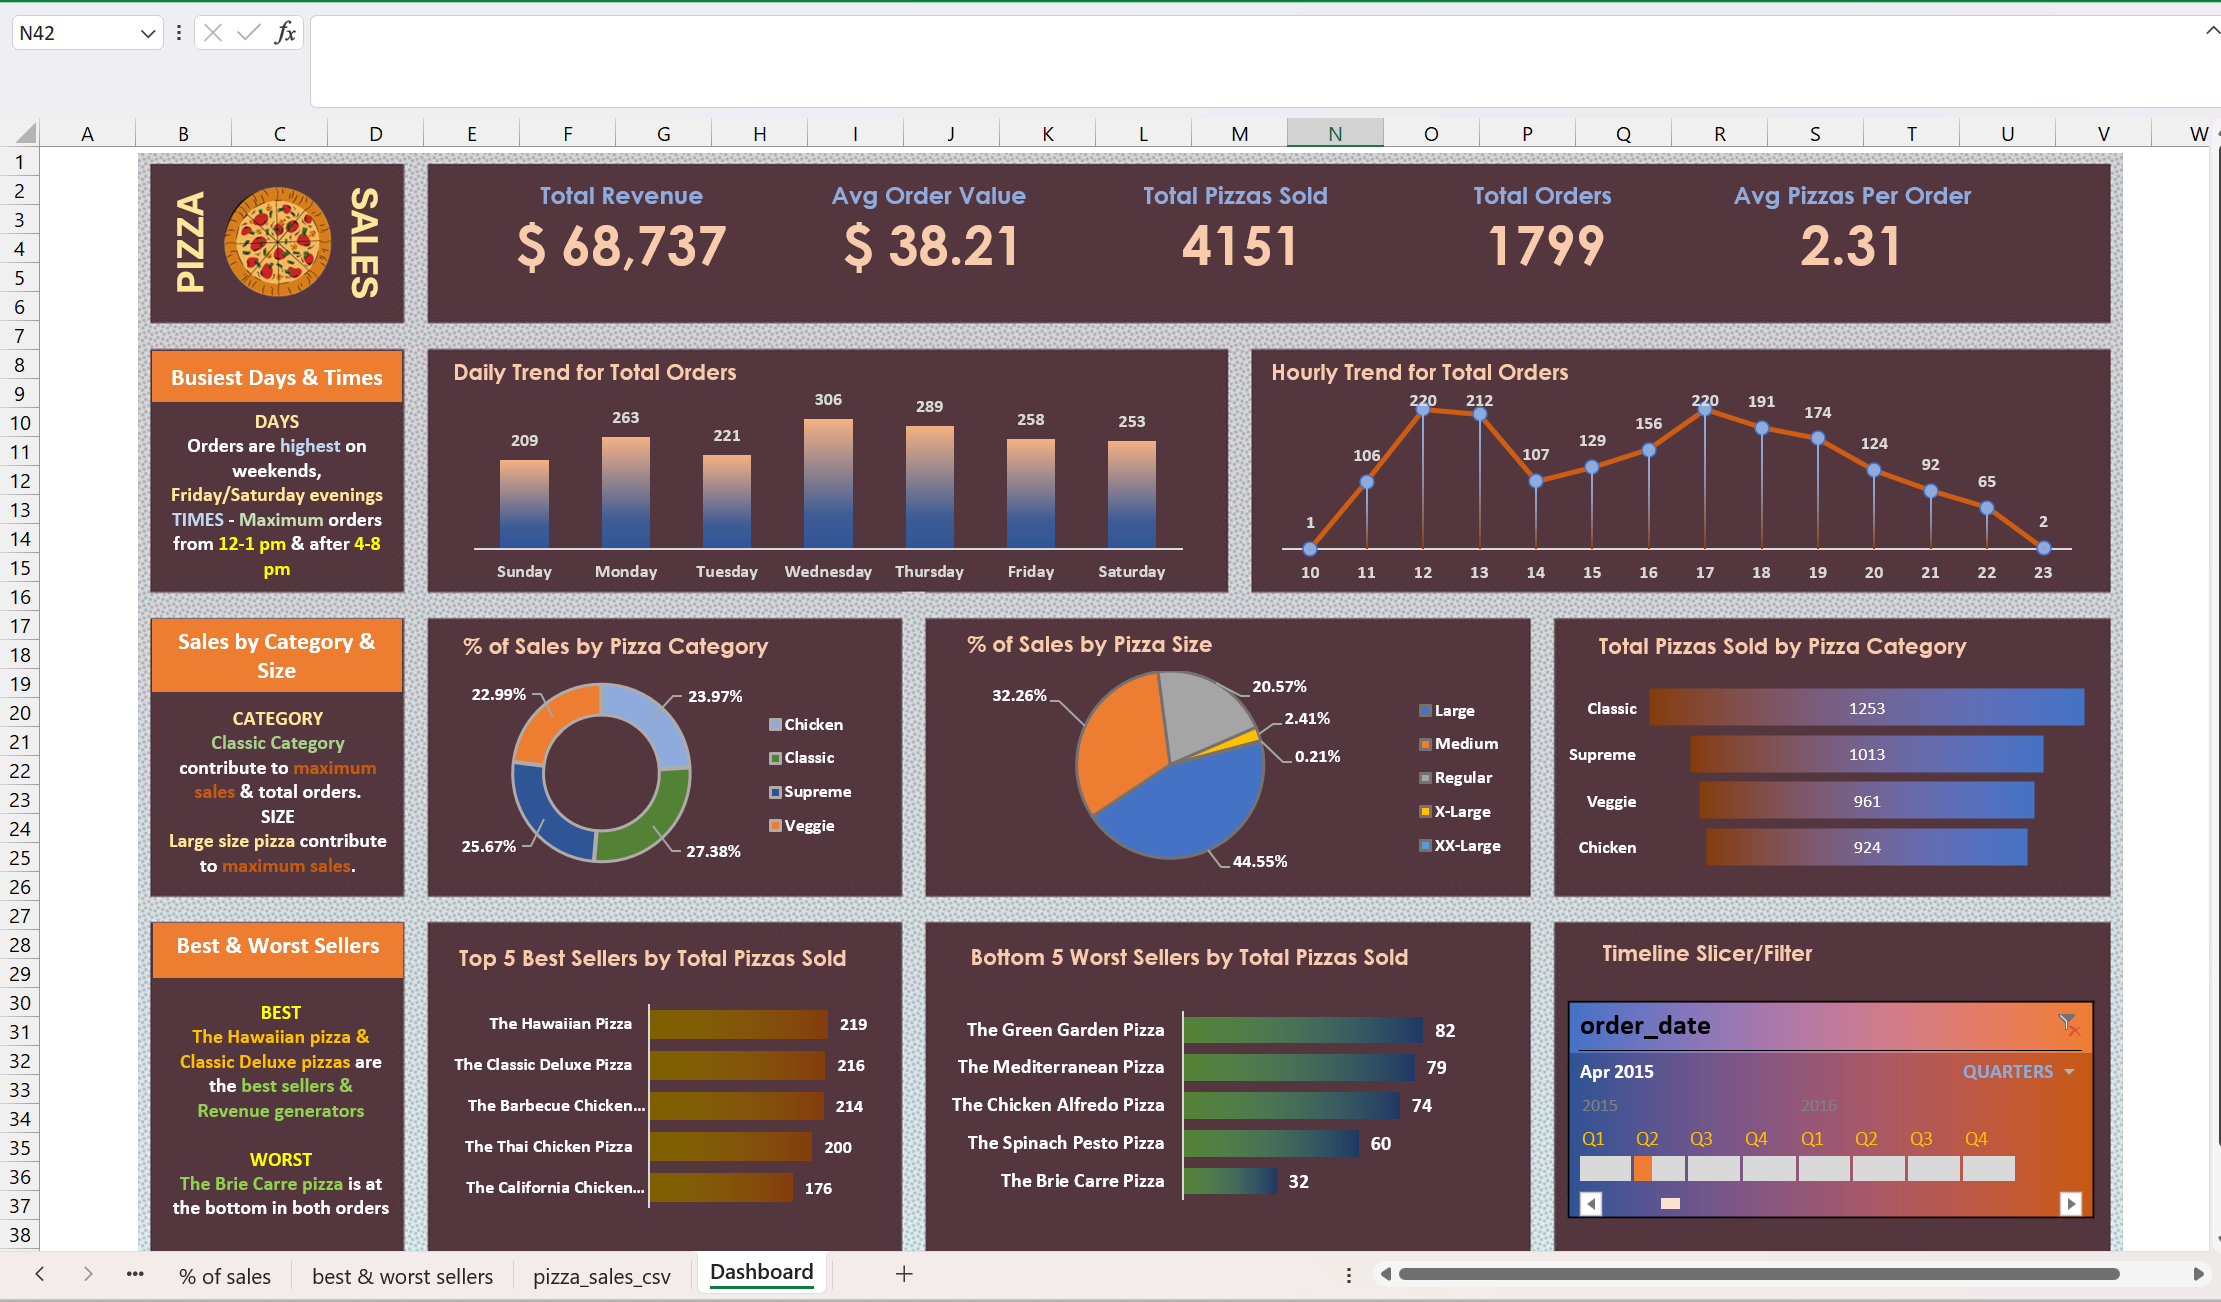 N42
fx
A B C D E F G H I J K L M N O P Q R S T U V W
1
2
3
4
5
6
7
8
9
10
11
12
13
14
15
16
17
18
19
20
21
22
23
24
25
26
27
28
29
30
31
32
33
34
35
36
37
38
PIZZA
SALES
Total Revenue
$ 68,737
Avg Order Value
$ 38.21
Total Pizzas Sold
4151
Total Orders
1799
Avg Pizzas Per Order
2.31
Busiest Days & Times
DAYS
Orders are highest on
weekends,
Friday/Saturday evenings
TIMES - Maximum orders
from 12-1 pm & after 4-8
pm
Daily Trend for Total Orders
209 263 221 306 289 258 253
Sunday Monday Tuesday Wednesday Thursday Friday Saturday
Hourly Trend for Total Orders
1 106 220 212 107 129 156 220 191 174 124 92 65 2
10 11 12 13 14 15 16 17 18 19 20 21 22 23
Sales by Category &
Size
CATEGORY
Classic Category
contribute to maximum
sales & total orders.
SIZE
Large size pizza contribute
to maximum sales.
% of Sales by Pizza Category
22.99%
23.97%
25.67%
27.38%
Chicken
Classic
Supreme
Veggie
% of Sales by Pizza Size
32.26%
20.57%
2.41%
0.21%
44.55%
Large
Medium
Regular
X-Large
XX-Large
Total Pizzas Sold by Pizza Category
Classic 1253
Supreme 1013
Veggie 961
Chicken 924
Best & Worst Sellers
BEST
The Hawaiian pizza &
Classic Deluxe pizzas are
the best sellers &
Revenue generators
WORST
The Brie Carre pizza is at
the bottom in both orders
Top 5 Best Sellers by Total Pizzas Sold
The Hawaiian Pizza 219
The Classic Deluxe Pizza 216
The Barbecue Chicken... 214
The Thai Chicken Pizza 200
The California Chicken... 176
Bottom 5 Worst Sellers by Total Pizzas Sold
The Green Garden Pizza 82
The Mediterranean Pizza 79
The Chicken Alfredo Pizza 74
The Spinach Pesto Pizza 60
The Brie Carre Pizza 32
Timeline Slicer/Filter
order_date
Apr 2015 QUARTERS
2015 2016
Q1 Q2 Q3 Q4 Q1 Q2 Q3 Q4
% of sales best & worst sellers pizza_sales_csv Dashboard